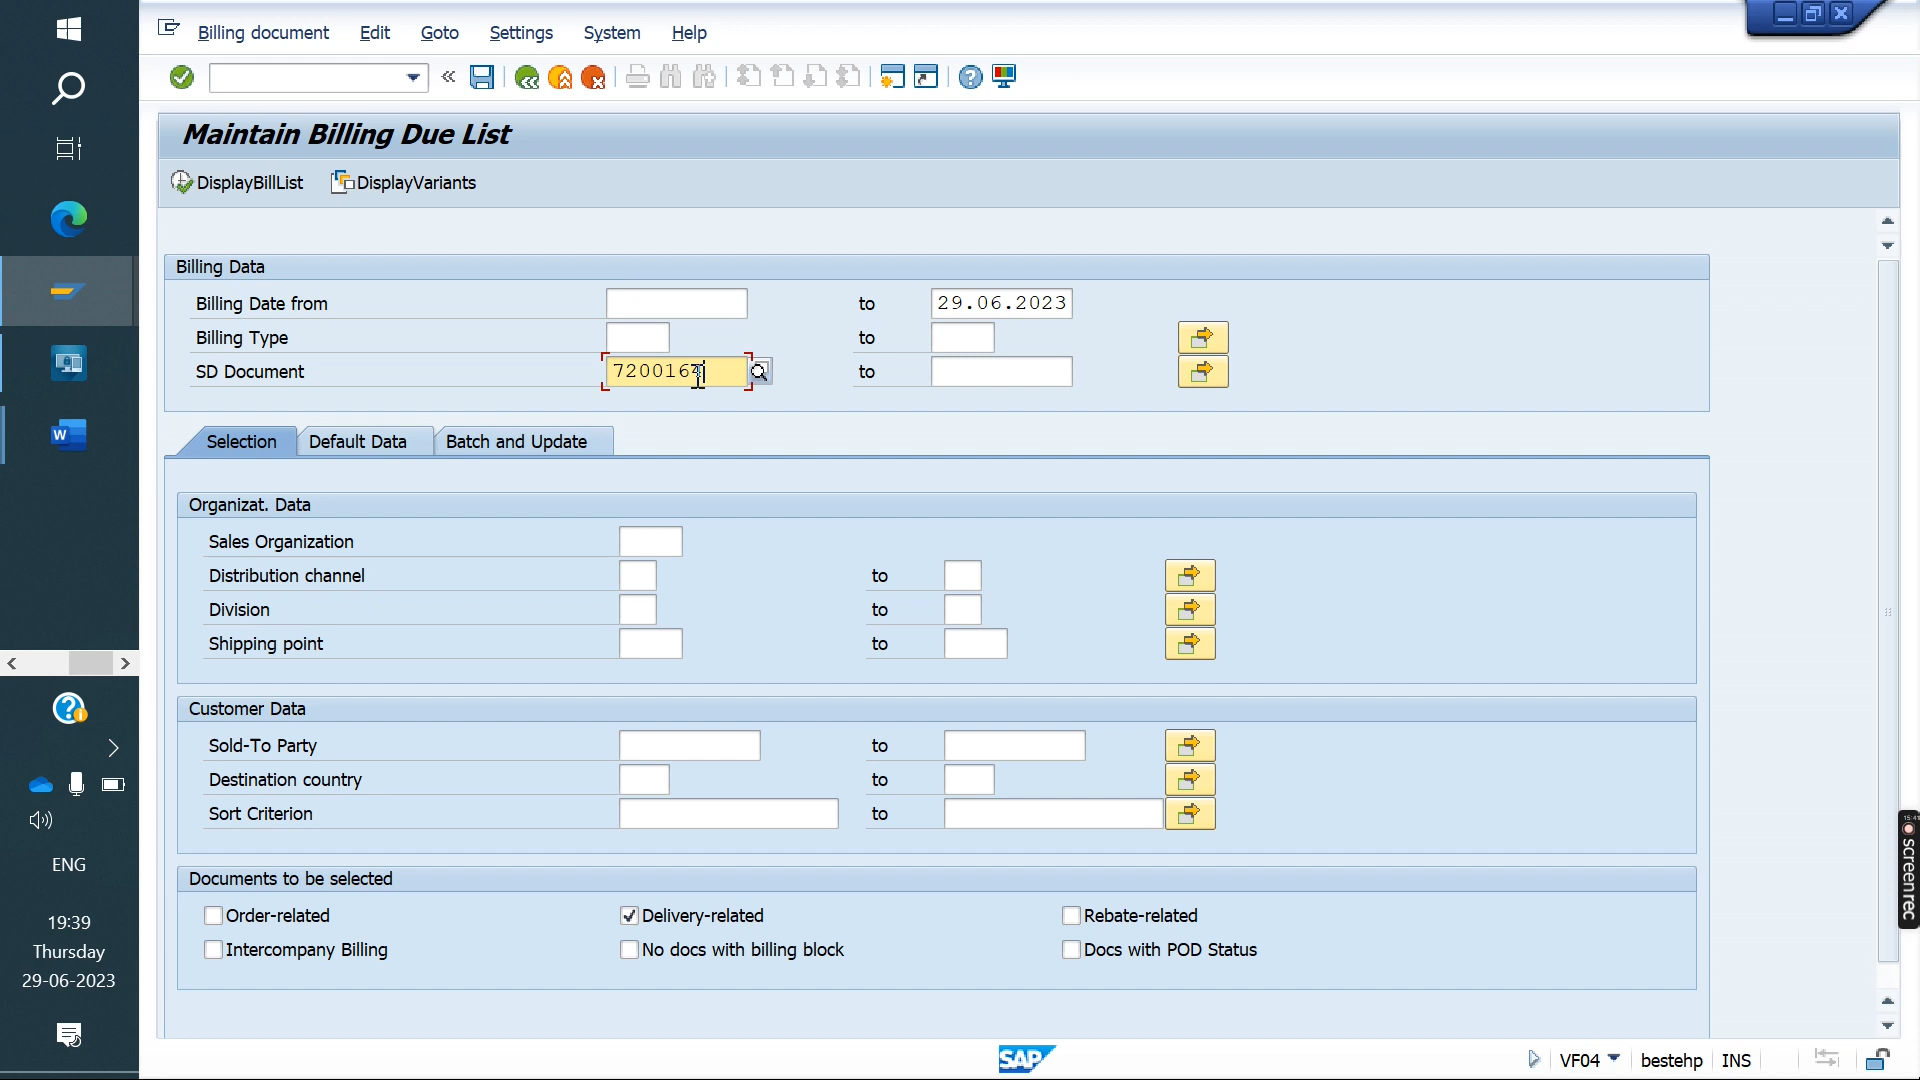 Billing document Edit Goto Settings System Help
Maintain Billing Due List
DisplayBillList DisplayVariants
Billing Data
Billing Date from to 29.06.2023
Billing Type to
SD Document 7200164 to
Selection Default Data Batch and Update
Organizat. Data
Sales Organization
Distribution channel to
Division to
Shipping point to
Customer Data
Sold-To Party to
Destination country to
Sort Criterion to
Documents to be selected
Order-related Delivery-related Rebate-related
Intercompany Billing No docs with billing block Docs with POD Status
SAP VF04 bestehp INS
W
ENG
19:39
Thursday
29-06-2023
screenrec